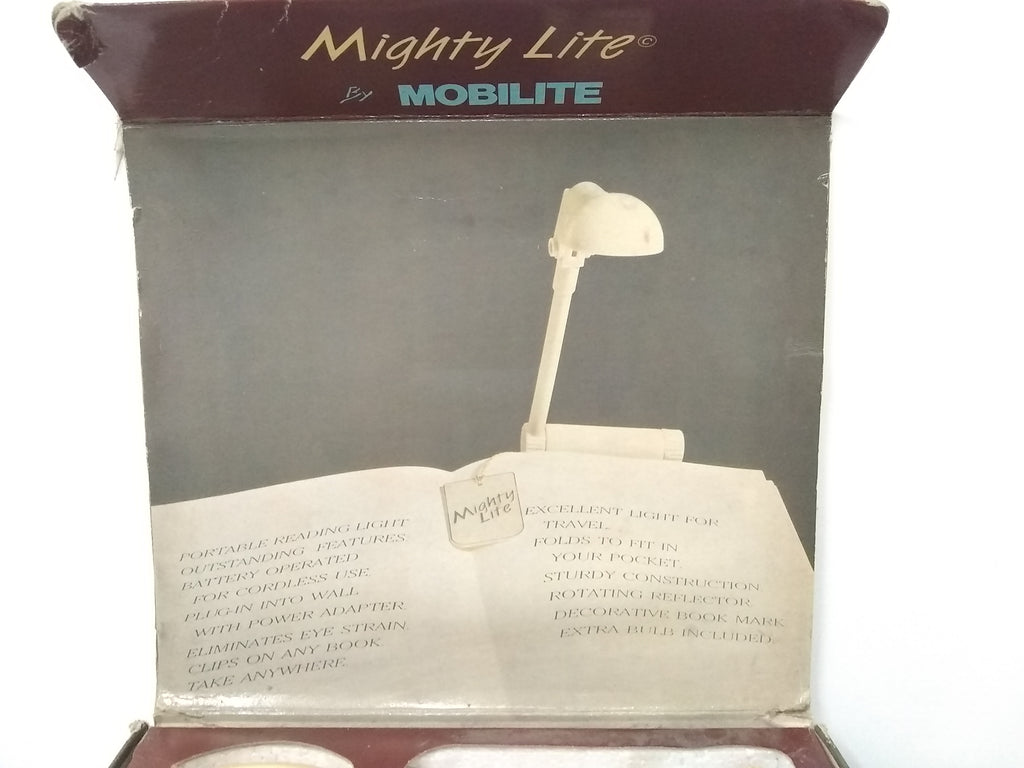 Mighty Lite©
By MOBILITE
Mighty
Lite
PORTABLE READING LIGHT
OUTSTANDING FEATURES:
BATTERY OPERATED
FOR CORDLESS USE.
PLUG-IN INTO WALL
WITH POWER ADAPTER.
ELIMINATES EYE STRAIN.
CLIPS ON ANY BOOK.
TAKE ANYWHERE.
EXCELLENT LIGHT FOR
TRAVEL.
FOLDS TO FIT IN
YOUR POCKET.
STURDY CONSTRUCTION.
ROTATING REFLECTOR.
DECORATIVE BOOK MARK.
EXTRA BULB INCLUDED.